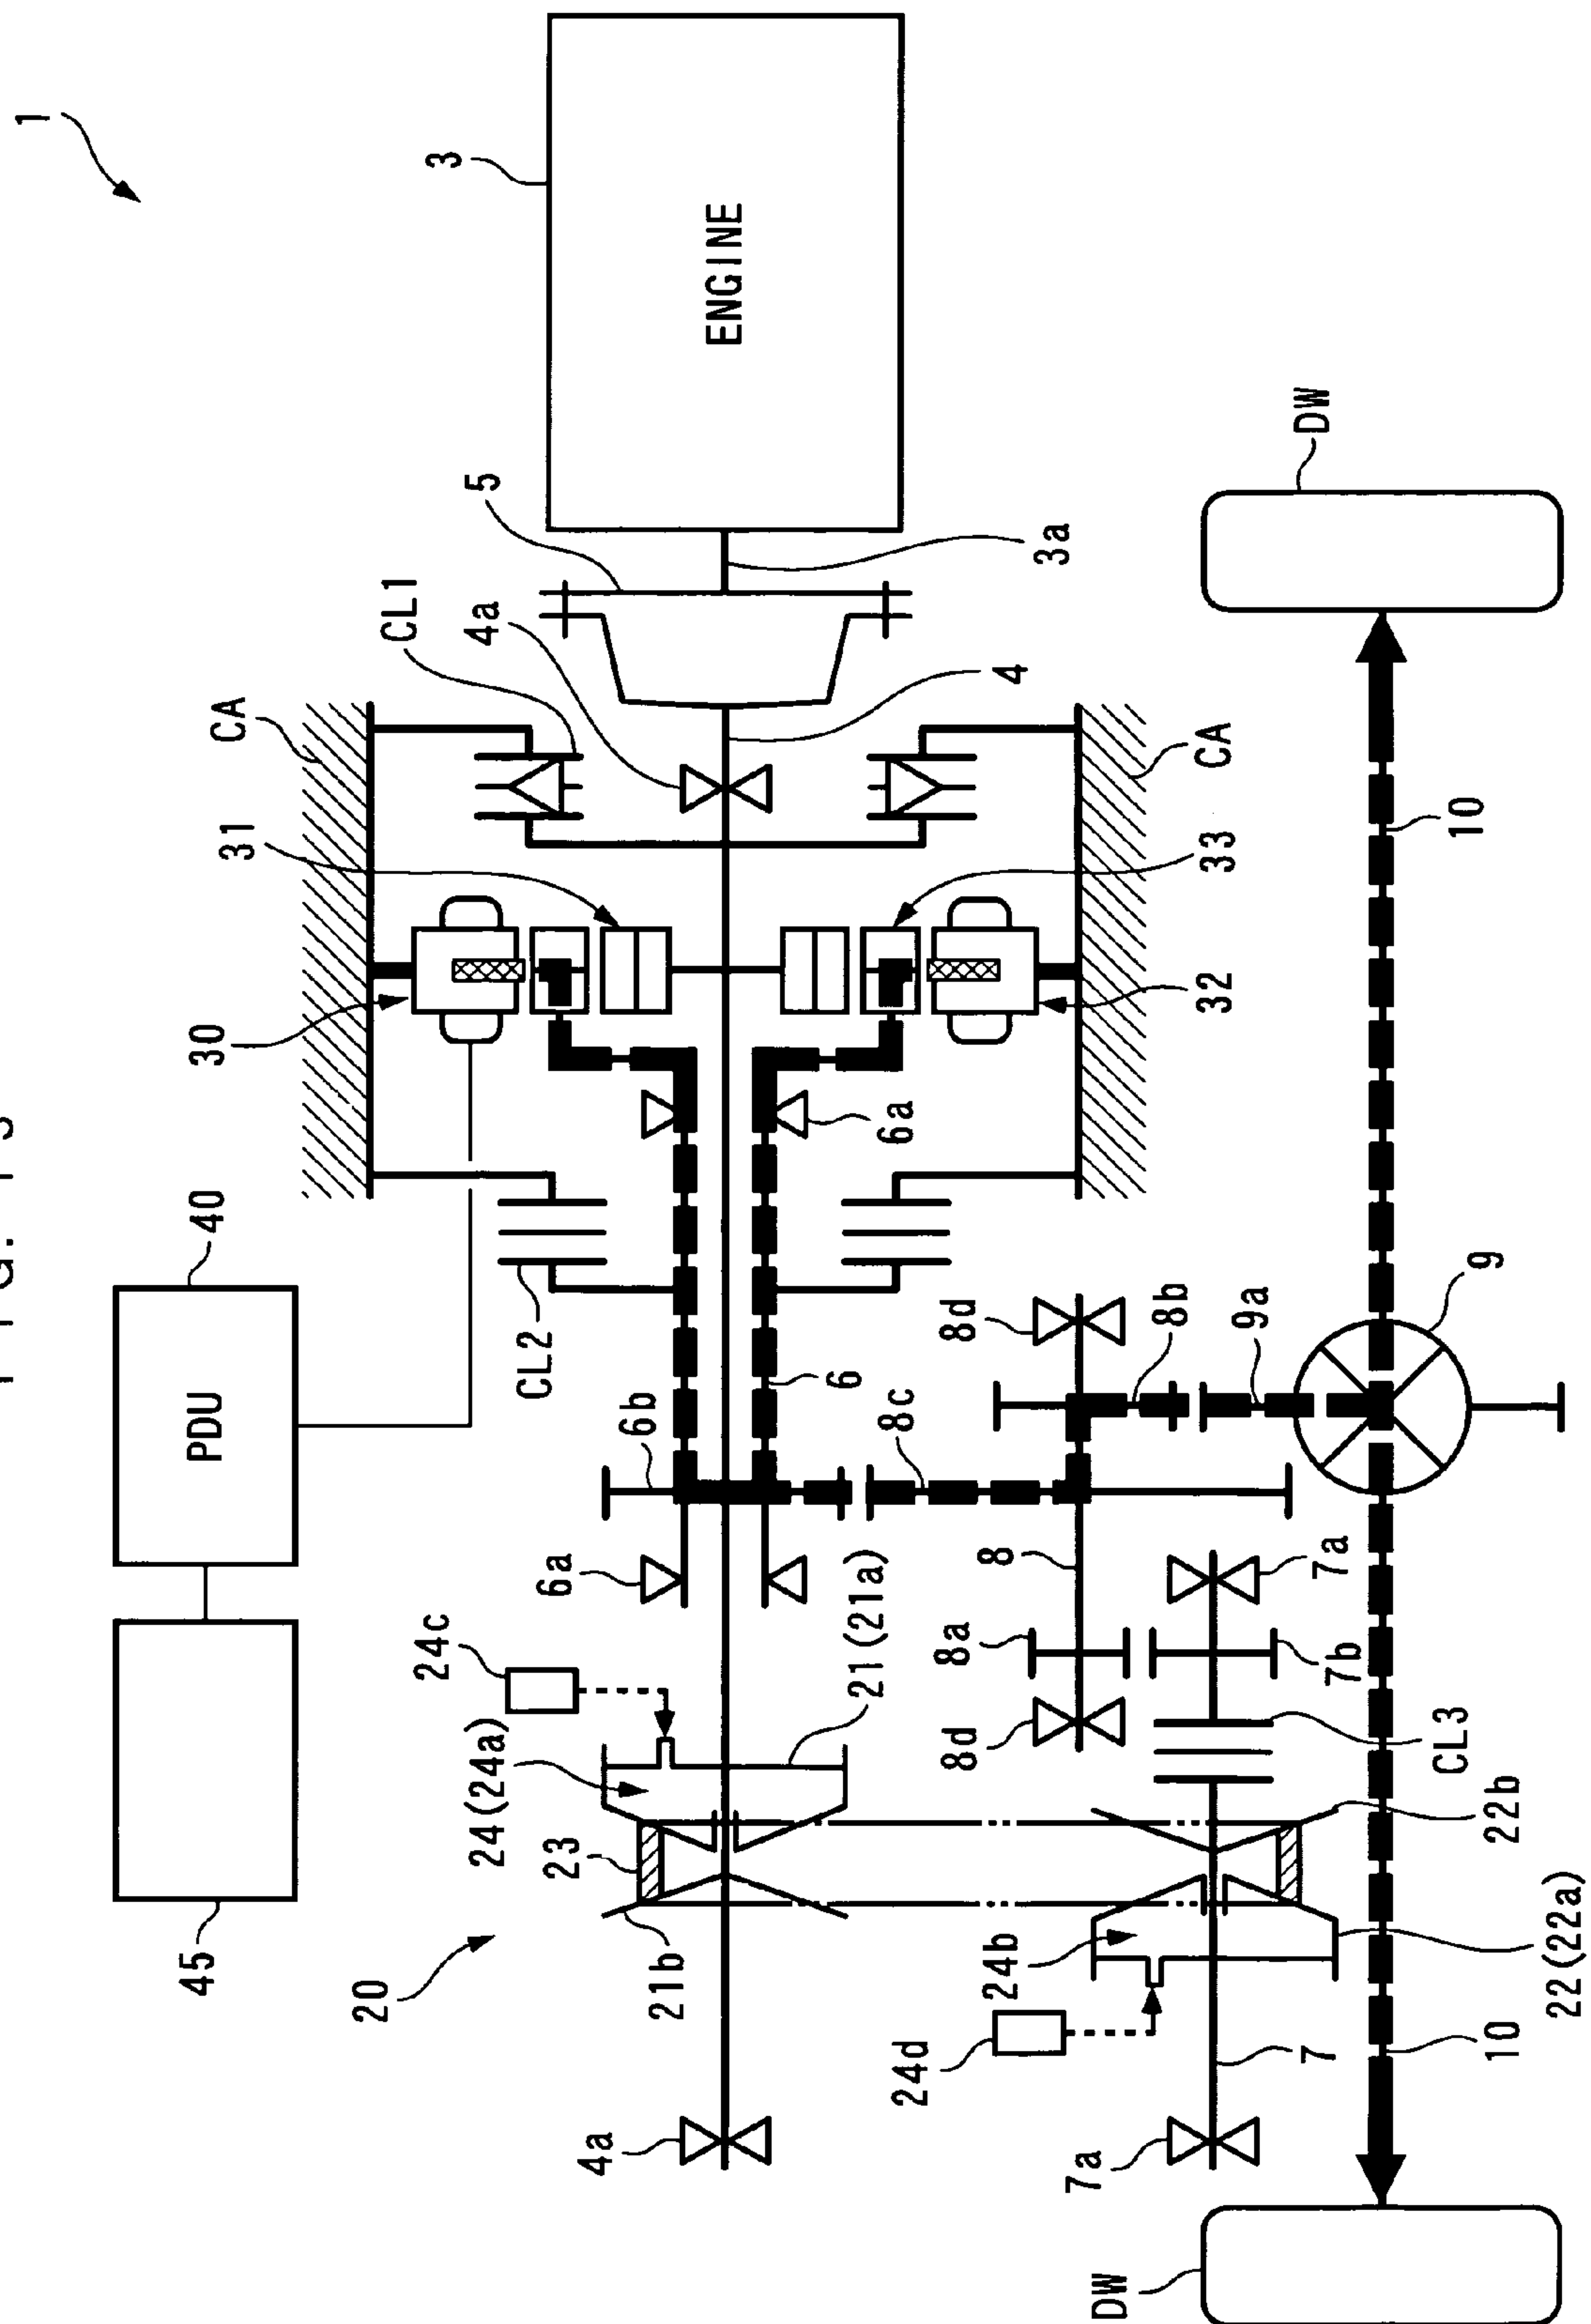 1
45
PDU
40
30
31
CA
20
CL1
24c
3
24(24a)
4a
5
23
6a
CL2
4a
21b
6b
ENGINE
21(21a)
6
6a
24d
8c
8a
8d
8d
24b
8
4
3a
7a
DW
8b
32
33
CA
9a
7
7b
7a
CL3
9
DW
10
22b
10
22(22a)